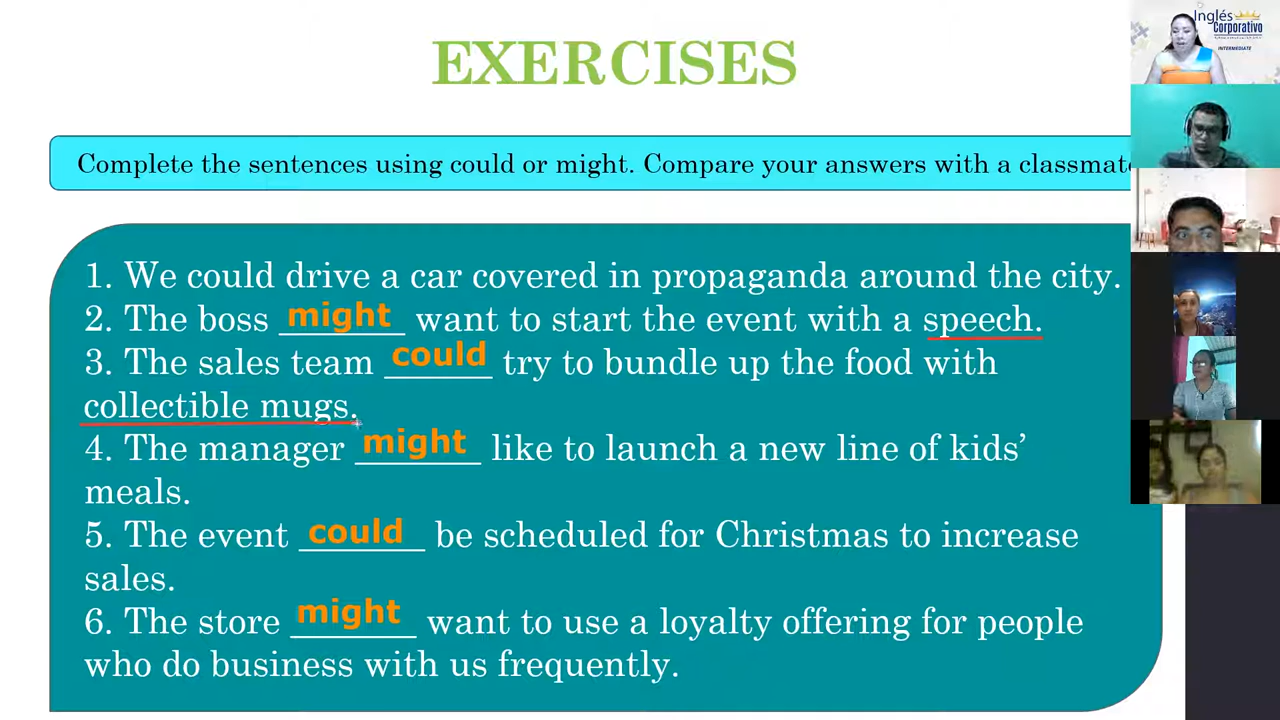 EXERCISES
Complete the sentences using could or might. Compare your answers with a classmate
1. We could drive a car covered in propaganda around the city.
2. The boss might want to start the event with a speech.
3. The sales team could try to bundle up the food with
collectible mugs.
4. The manager might like to launch a new line of kids’
meals.
5. The event could be scheduled for Christmas to increase
sales.
6. The store might want to use a loyalty offering for people
who do business with us frequently.
Inglés
Corporativo
INTERMEDIATE